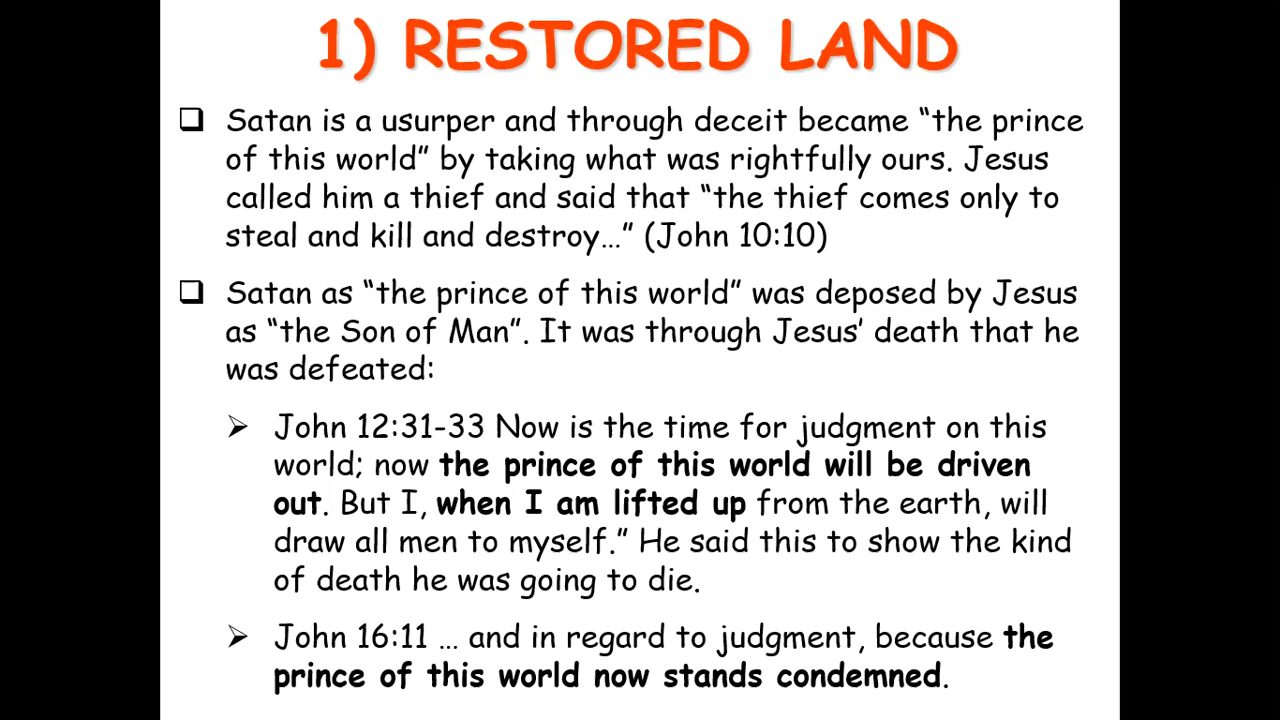 1) RESTORED LAND
❑ Satan is a usurper and through deceit became “the prince
of this world” by taking what was rightfully ours. Jesus
called him a thief and said that “the thief comes only to
steal and kill and destroy…” (John 10:10)
❑ Satan as “the prince of this world” was deposed by Jesus
as “the Son of Man”. It was through Jesus’ death that he
was defeated:
➢ John 12:31-33 Now is the time for judgment on this
world; now the prince of this world will be driven
out. But I, when I am lifted up from the earth, will
draw all men to myself.” He said this to show the kind
of death he was going to die.
➢ John 16:11 … and in regard to judgment, because the
prince of this world now stands condemned.